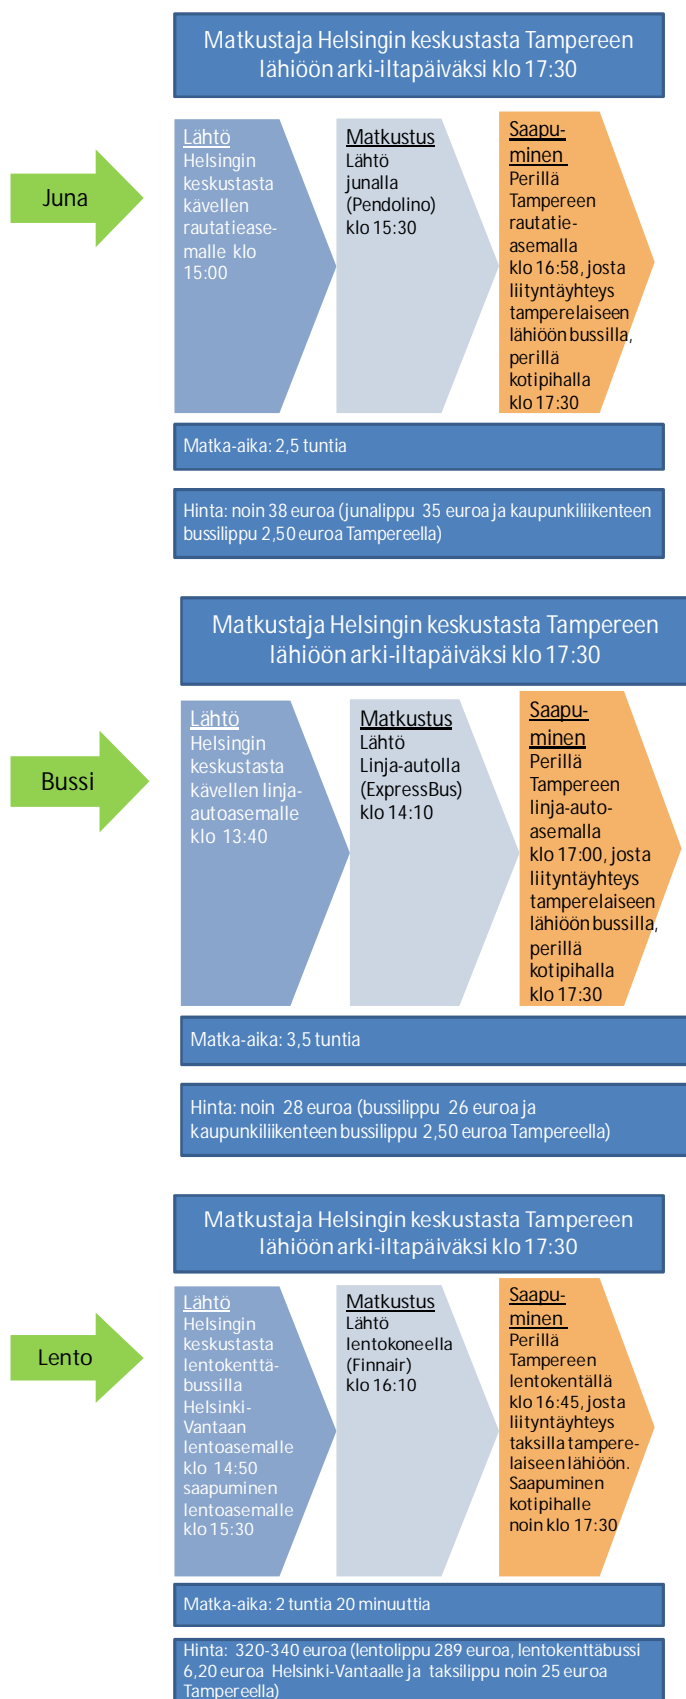 Matkustaja Helsingin keskustasta Tampereen
lähiöön arki-iltapäiväksi klo 17:30
Juna
Lähtö
Helsingin
keskustasta
kävellen
rautatiease-
malle klo
15:00
Matkustus
Lähtö
junalla
(Pendolino)
klo 15:30
Saapu-
minen
Perillä
Tampereen
rautatie-
asemalla
klo 16:58, josta
liityntäyhteys
tamperelaiseen
lähiöön bussilla,
perillä
kotipihalla
klo 17:30
Matka-aika: 2,5 tuntia
Hinta: noin 38 euroa (junalippu 35 euroa ja kaupunkiliikenteen
bussilippu 2,50 euroa Tampereella)
Matkustaja Helsingin keskustasta Tampereen
lähiöön arki-iltapäiväksi klo 17:30
Bussi
Lähtö
Helsingin
keskustasta
kävellen linja-
autoasemalle
klo 13:40
Matkustus
Lähtö
Linja-autolla
(ExpressBus)
klo 14:10
Saapu-
minen
Perillä
Tampereen
linja-auto-
asemalla
klo 17:00, josta
liityntäyhteys
tamperelaiseen
lähiöön bussilla,
perillä
kotipihalla
klo 17:30
Matka-aika: 3,5 tuntia
Hinta: noin 28 euroa (bussilippu 26 euroa ja
kaupunkiliikenteen bussilippu 2,50 euroa Tampereella)
Matkustaja Helsingin keskustasta Tampereen
lähiöön arki-iltapäiväksi klo 17:30
Lento
Lähtö
Helsingin
keskustasta
lentokenttä-
bussilla
Helsinki-
Vantaan
lentoasemalle
klo 14:50
saapuminen
lentoasemalle
klo 15:30
Matkustus
Lähtö
lentokoneella
(Finnair)
klo 16:10
Saapu-
minen
Perillä
Tampereen
lentokentällä
klo 16:45, josta
liityntäyhteys
taksilla tampere-
laiseen lähiöön.
Saapuminen
kotipihalle
noin klo 17:30
Matka-aika: 2 tuntia 20 minuuttia
Hinta: 320-340 euroa (lentolippu 289 euroa, lentokenttäbussi
6,20 euroa Helsinki-Vantaalle ja taksilippu noin 25 euroa
Tampereella)